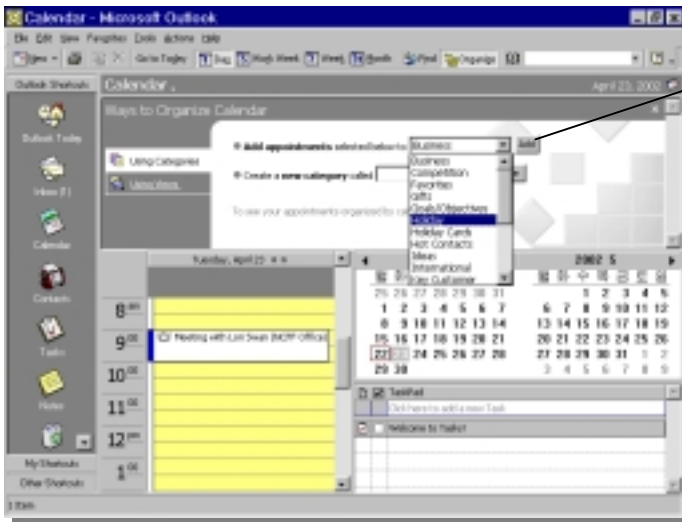 Calendar - Microsoft Outlook
File Edit View Favorites Tools Actions Help
New Go to Today Day Work Week Week Month Find Organize
Outlook Shortcuts
Calendar . April 23, 2002
Ways to Organize Calendar
Outlook Today
Inbox (1)
Calendar
Contacts
Tasks
Notes
My Shortcuts
Other Shortcuts
Using Categories
Using Views
Add appointments selected below to Business Add
Create a new category called
To see your appointments organized by
Business
Competition
Favorites
Gifts
Goals/Objectives
Holiday
Holiday Cards
Hot Contacts
Ideas
International
Key Customer
Tuesday, April 23
8 am
9 00 Meeting with Lori Swan (NCPP Office)
10 00
11 00
12 pm
1 00
2002 5
25 26 27 28 29 30 31
1 2 3 4 5 6 7
8 9 10 11 12 13 14
15 16 17 18 19 20 21
22 23 24 25 26 27 28
29 30
1 2 3 4 5
6 7 8 9 10 11 12
13 14 15 16 17 18 19
20 21 22 23 24 25 26
27 28 29 30 31 1 2
3 4 5 6 7 8 9
TaskPad
Click here to add a new Task
Welcome to Tasks!
1 Item